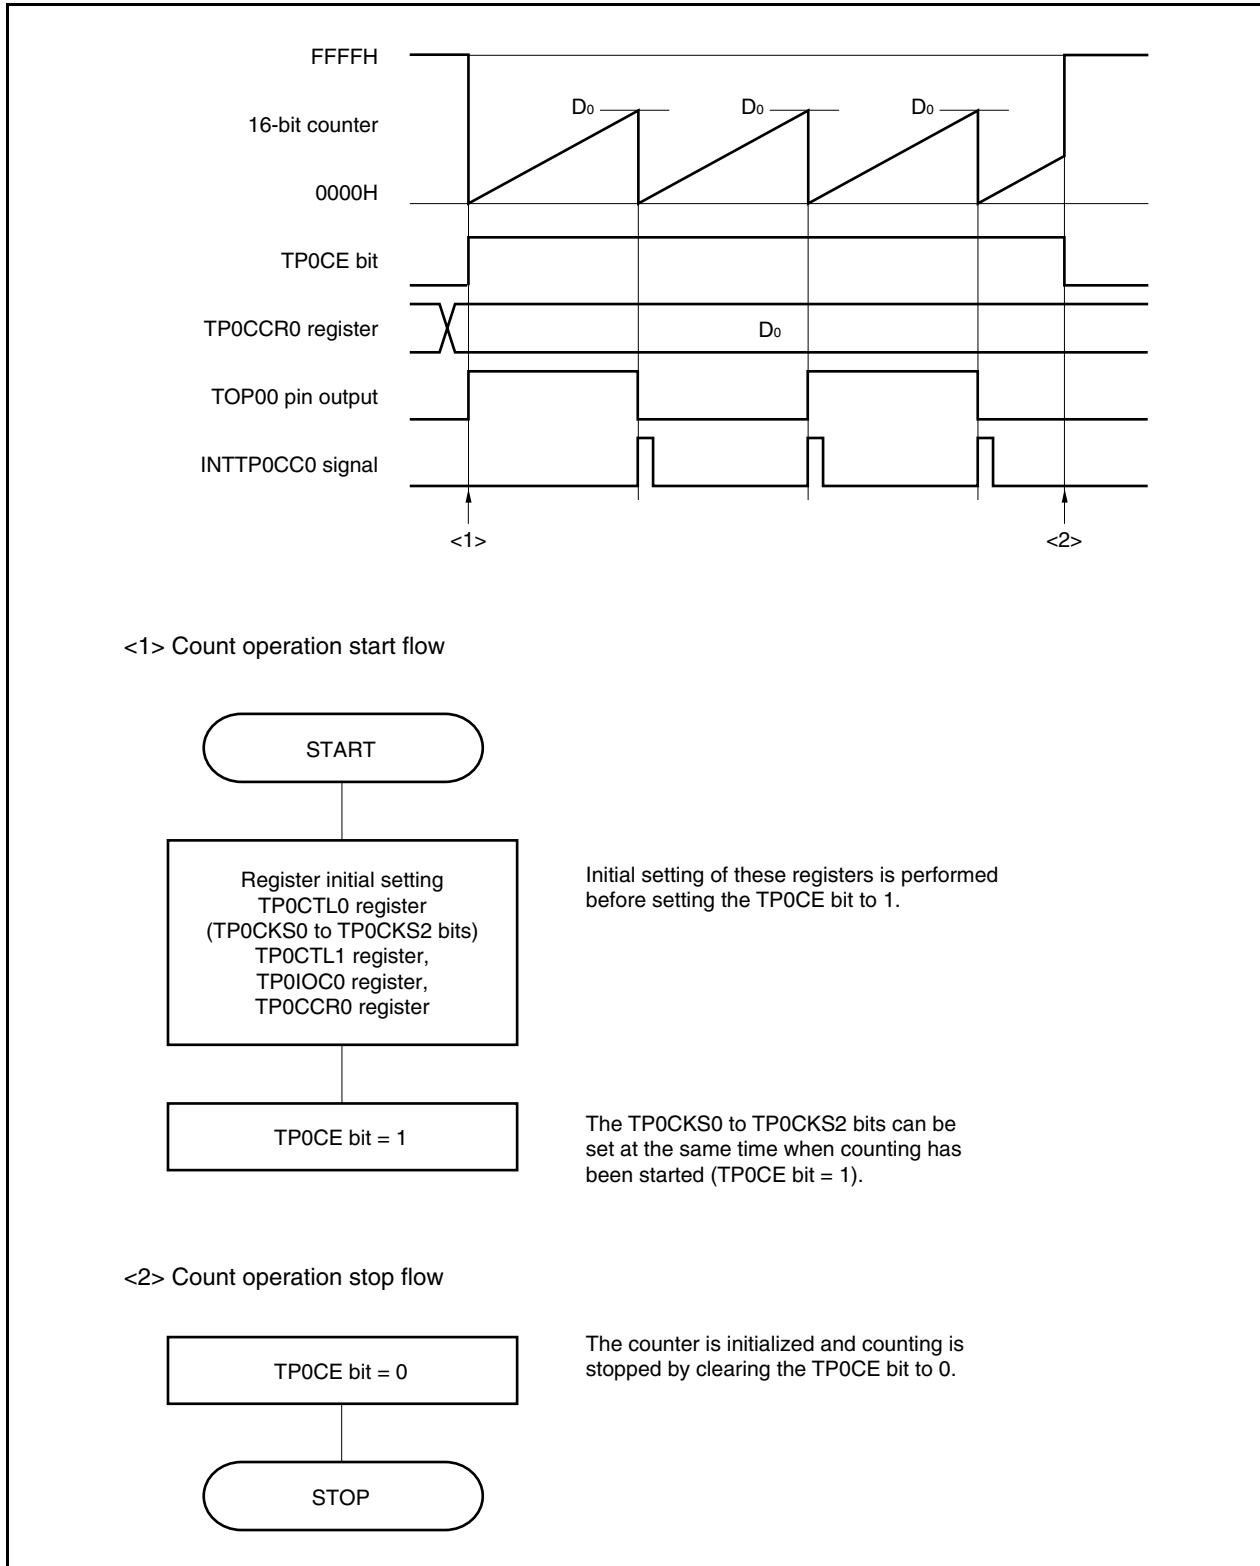 FFFFH
16-bit counter
D0 D0 D0
0000H
TP0CE bit
TP0CCR0 register
D0
TOP00 pin output
INTTP0CC0 signal
<1> <2>
<1> Count operation start flow
START
Register initial setting
TP0CTL0 register
(TP0CKS0 to TP0CKS2 bits)
TP0CTL1 register,
TP0IOC0 register,
TP0CCR0 register
Initial setting of these registers is performed
before setting the TP0CE bit to 1.
TP0CE bit = 1
The TP0CKS0 to TP0CKS2 bits can be
set at the same time when counting has
been started (TP0CE bit = 1).
<2> Count operation stop flow
TP0CE bit = 0
The counter is initialized and counting is
stopped by clearing the TP0CE bit to 0.
STOP